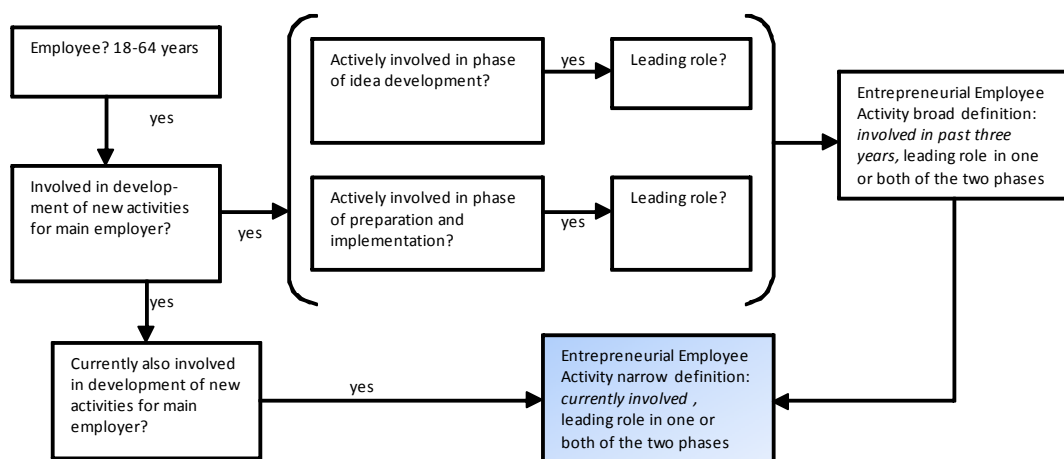 Employee? 18-64 years
yes
Involved in develop-
ment of new activities
for main employer?
yes
Actively involved in phase
of idea development?
yes
Leading role?
Actively involved in phase
of preparation and
implementation?
yes
Leading role?
Entrepreneurial Employee
Activity broad definition:
involved in past three
years, leading role in one
or both of the two phases
yes
Currently also involved
in development of new
activities for main
employer?
yes
Entrepreneurial Employee
Activity narrow definition:
currently involved ,
leading role in one or
both of the two phases